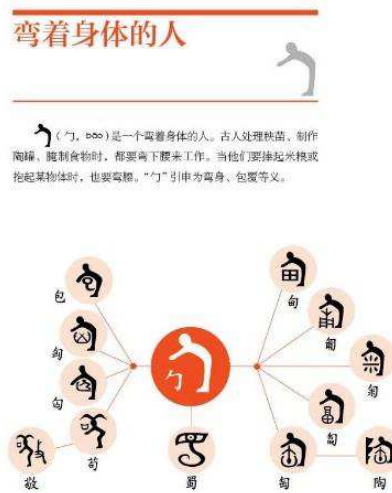 弯着身体的人
（勹，bāo）是一个弯着身体的人。古人处理秧苗、制作
陶罐、腌制食物时，都要弯下腰来工作。当他们要捧起米粮或
抱起某物体时，也要弯腰。“勹”引申为弯身、包覆等义。
包
匈
苟
敬
勹
蜀
甸
匍
匊
匐
匋
陶